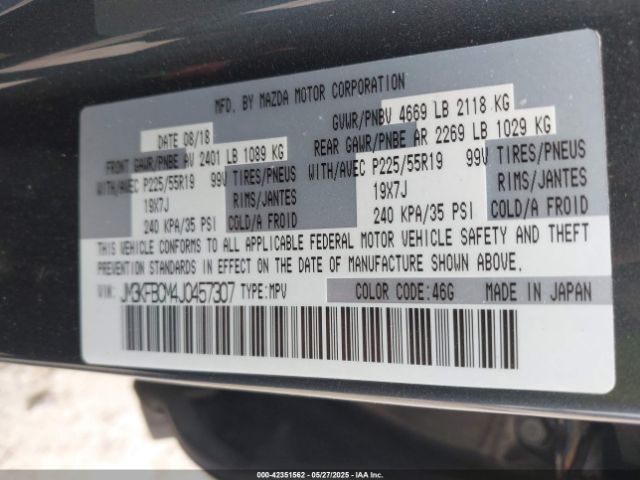 MFD. BY MAZDA MOTOR CORPORATION
DATE 08/18
GVWR/PNBV 4669 LB 2118 KG
FRONT GAWR/PNBE AV 2401 LB 1089 KG
REAR GAWR/PNBE AR 2269 LB 1029 KG
WITH/AVEC P225/55R19 99V TIRES/PNEUS
WITH/AVEC P225/55R19 99V TIRES/PNEUS
19X7J RIMS/JANTES
19X7J RIMS/JANTES
240 KPA/35 PSI COLD/A FROID
240 KPA/35 PSI COLD/A FROID
THIS VEHICLE CONFORMS TO ALL APPLICABLE FEDERAL MOTOR VEHICLE SAFETY AND THEFT
PREVENTION STANDARDS IN EFFECT ON THE DATE OF MANUFACTURE SHOWN ABOVE.
VIN: JM3KFBCM4J0457307 TYPE:MPV COLOR CODE:46G MADE IN JAPAN
000-42351562 05/27/2025 IAA INC. ALL RIGHTS RESERVED